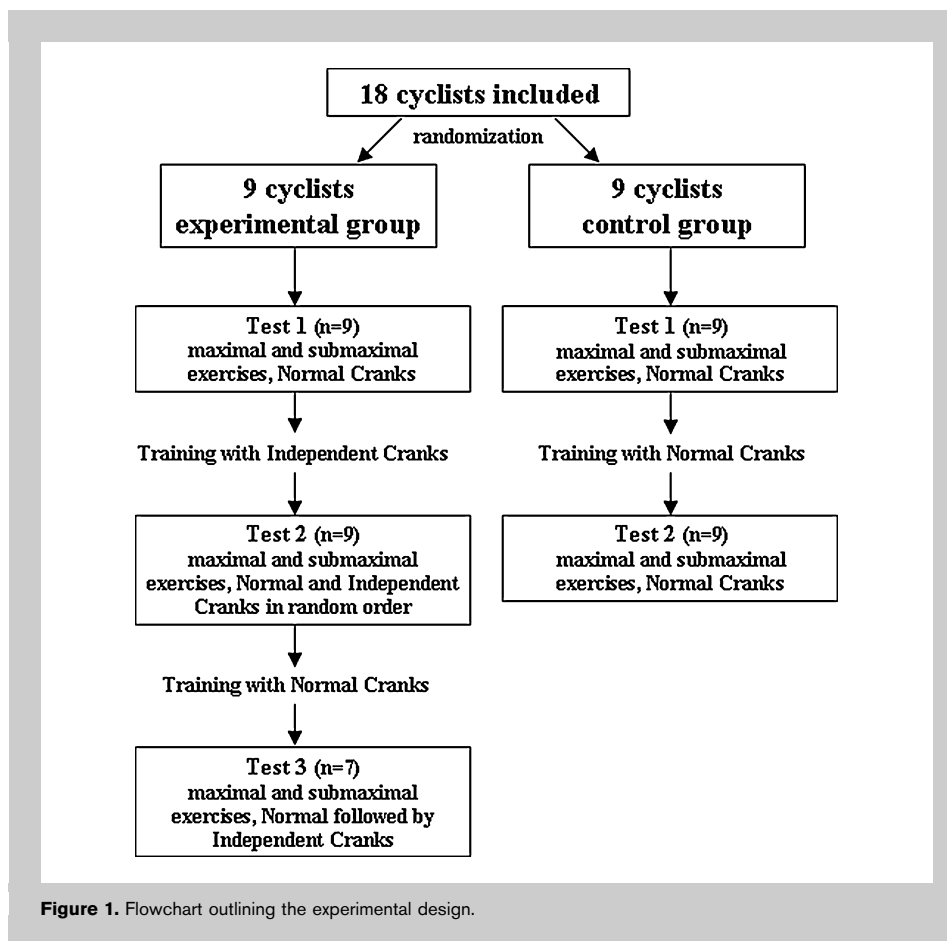 18 cyclists included
randomization
9 cyclists
experimental group
9 cyclists
control group
Test 1 (n=9)
maximal and submaximal
exercises, Normal Cranks
Test 1 (n=9)
maximal and submaximal
exercises, Normal Cranks
Training with Independent Cranks
Training with Normal Cranks
Test 2 (n=9)
maximal and submaximal
exercises, Normal and Independent
Cranks in random order
Test 2 (n=9)
maximal and submaximal
exercises, Normal Cranks
Training with Normal Cranks
Test 3 (n=7)
maximal and submaximal
exercises, Normal followed by
Independent Cranks
Figure 1. Flowchart outlining the experimental design.